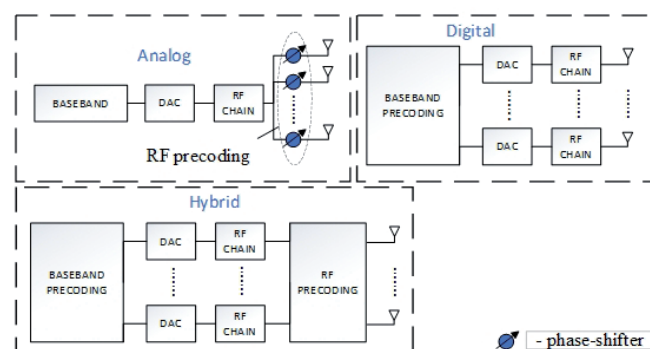 Analog
BASEBAND
DAC
RF
CHAIN
RF precoding
Digital
BASEBAND
PRECODING
DAC
RF
CHAIN
DAC
RF
CHAIN
Hybrid
BASEBAND
PRECODING
DAC
RF
CHAIN
DAC
RF
CHAIN
RF
PRECODING
- phase-shifter